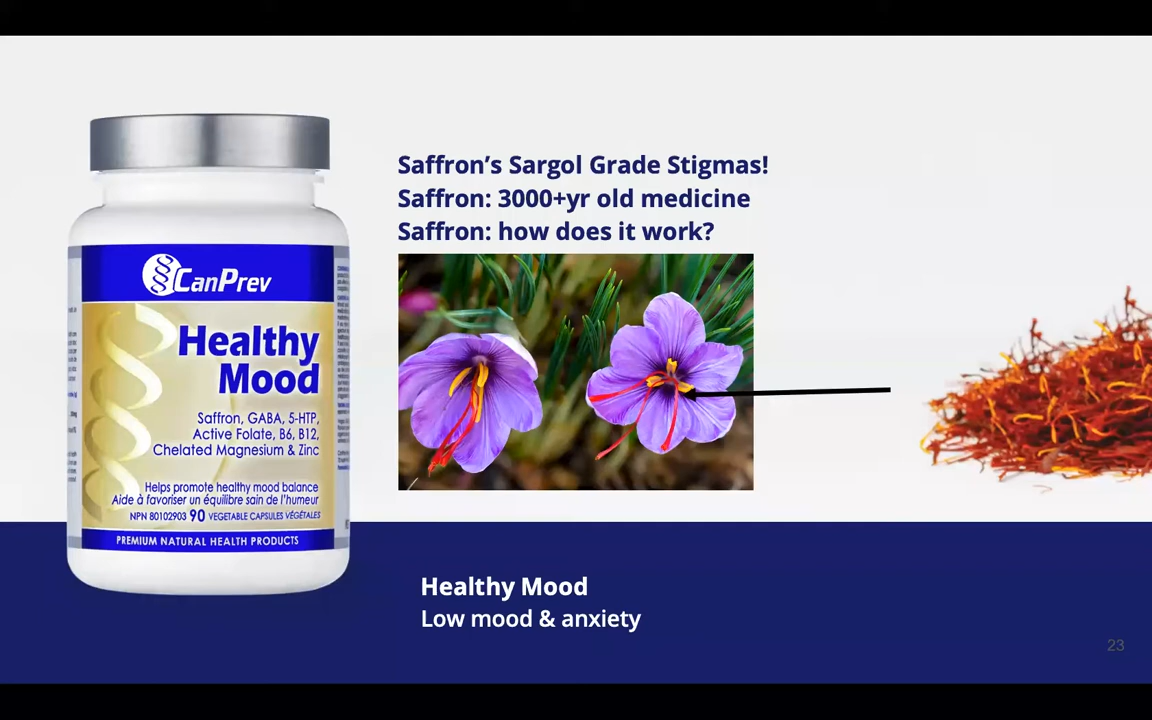 Saffron's Sargol Grade Stigmas!
Saffron: 3000+yr old medicine
Saffron: how does it work?
CanPrev
Healthy
Mood
Saffron, GABA, 5-HTP,
Active Folate, B6, B12,
Chelated Magnesium & Zinc
Helps promote healthy mood balance
Aide à favoriser un équilibre sain de l'humeur
NPN 80102903 90 VEGETABLE CAPSULES VÉGÉTALES
PREMIUM NATURAL HEALTH PRODUCTS
Healthy Mood
Low mood & anxiety
23